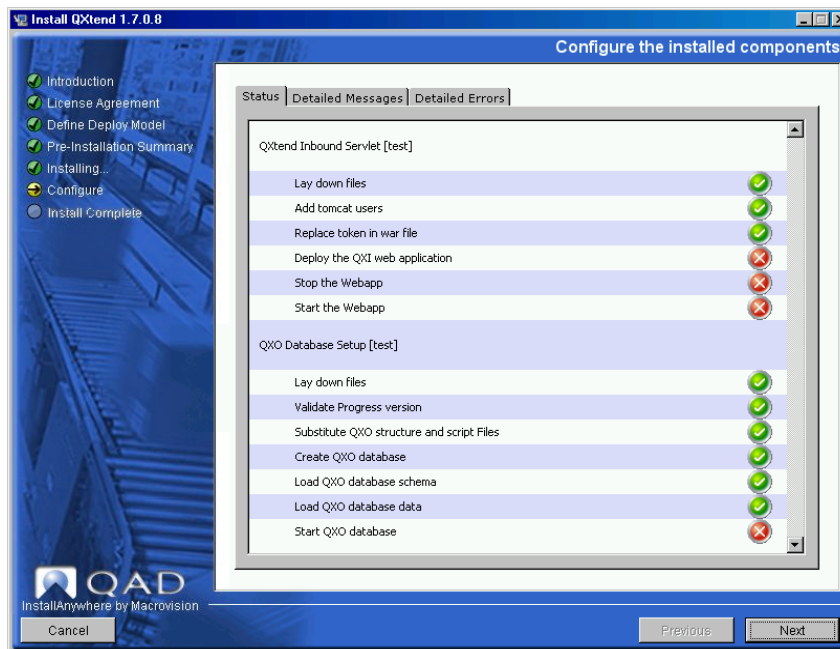 Install QXtend 1.7.0.8
Configure the installed components
Introduction
License Agreement
Define Deploy Model
Pre-Installation Summary
Installing...
Configure
Install Complete
Status
Detailed Messages
Detailed Errors
QXtend Inbound Servlet [test]
Lay down files
Add tomcat users
Replace token in war file
Deploy the QXI web application
Stop the Webapp
Start the Webapp
QXO Database Setup [test]
Lay down files
Validate Progress version
Substitute QXO structure and script Files
Create QXO database
Load QXO database schema
Load QXO database data
Start QXO database
QAD
InstallAnywhere by Macrovision
Cancel
Previous
Next